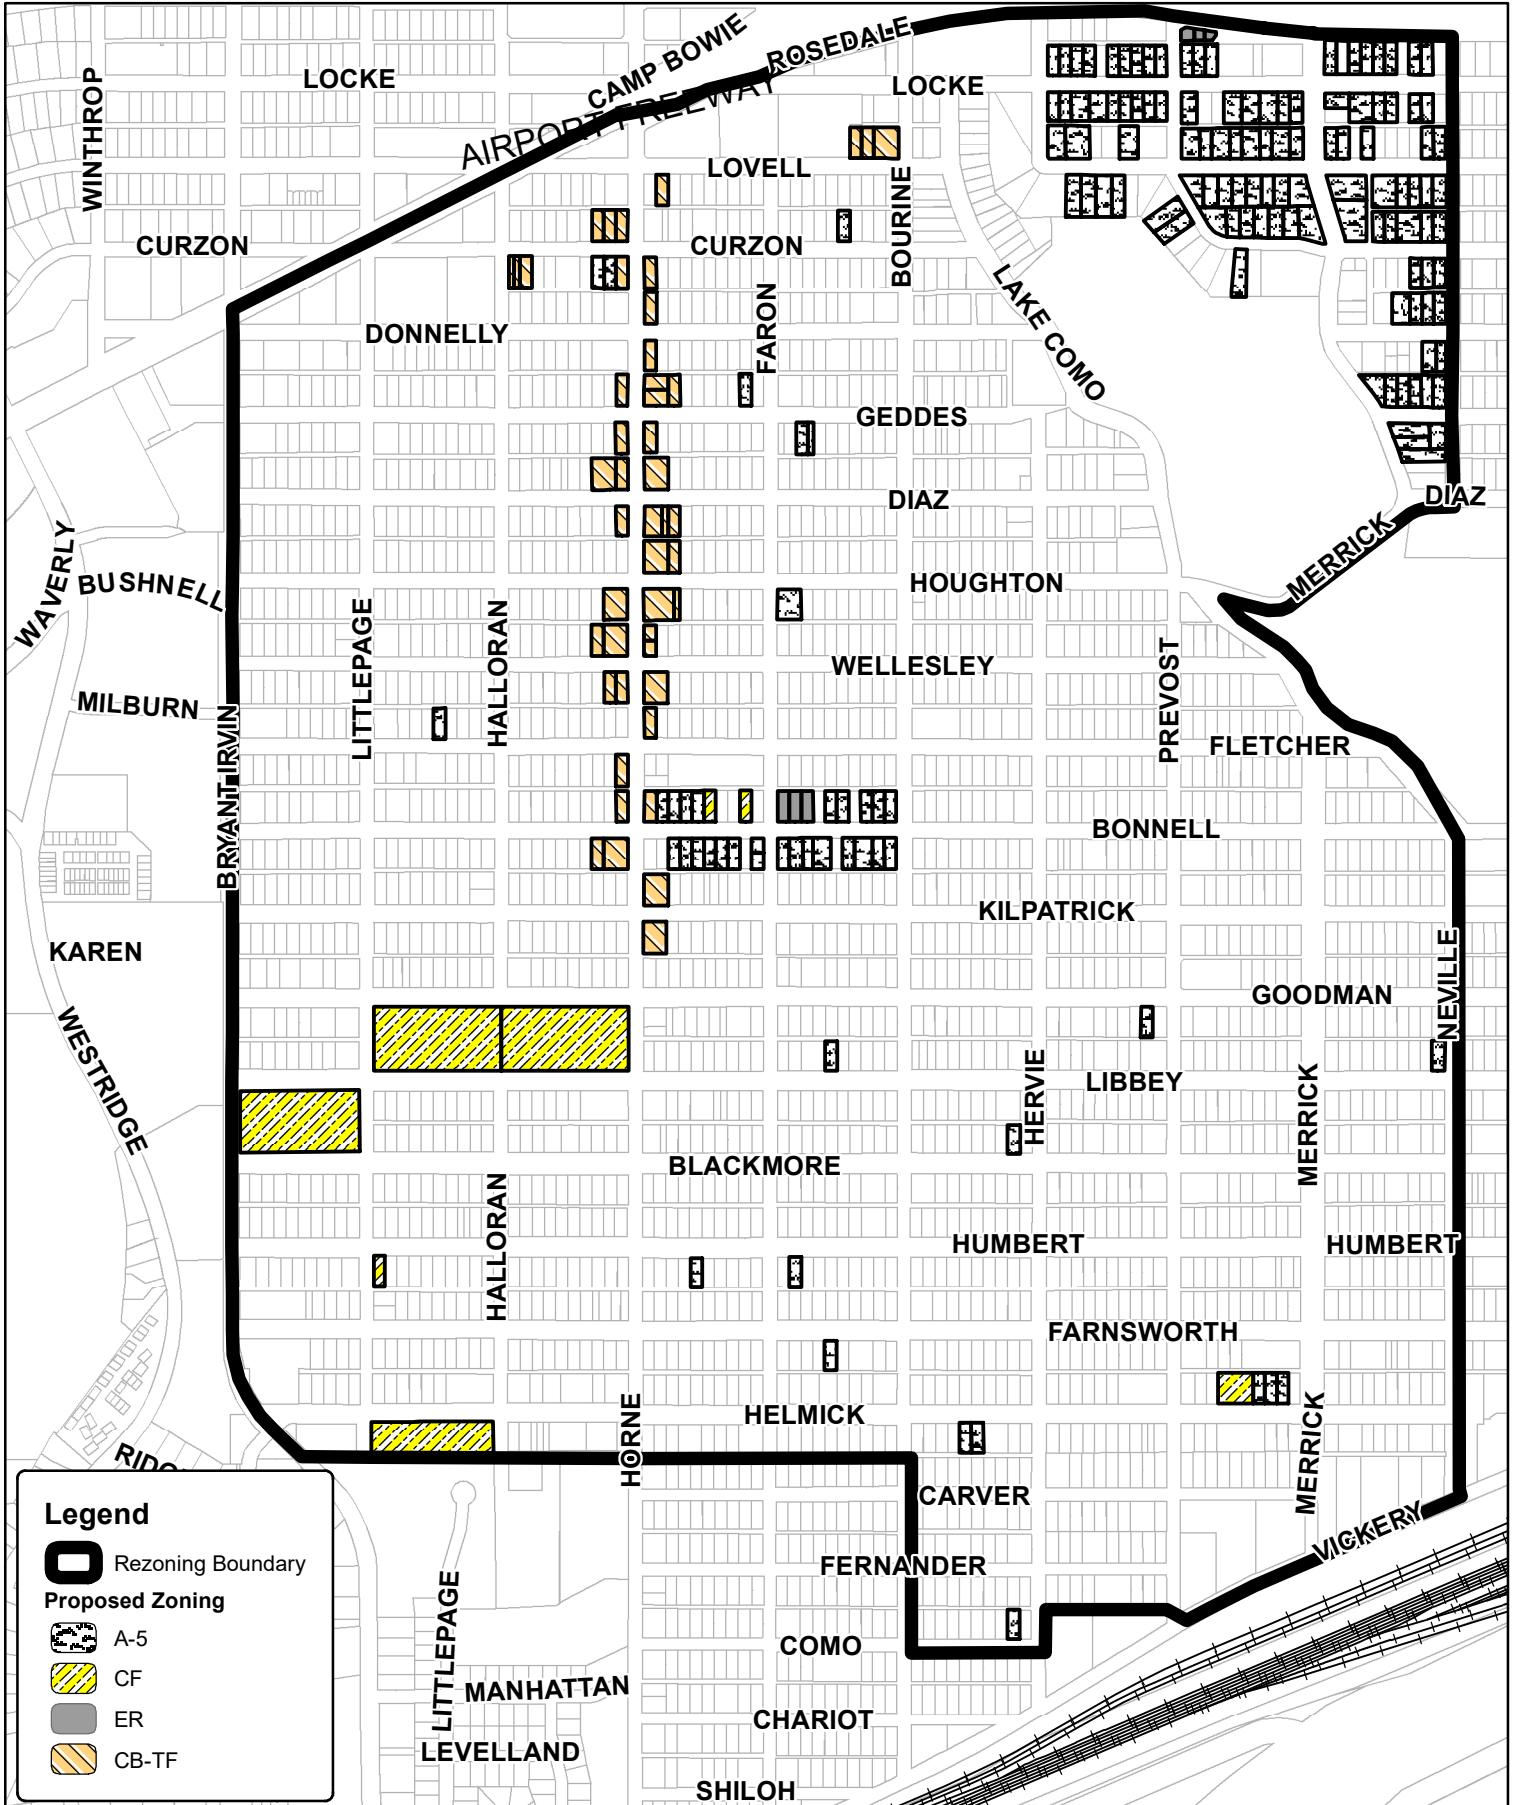 CAMP BOWIE
ROSEDALE
LOCKE
LOCKE
WINTHROP
AIRPORT FREEWAY
LOVELL
BOURINE
CURZON
CURZON
LAKE COMO
FARON
DONNELLY
GEDDES
DIAZ
DIAZ
MERRICK
WAVERLY
BUSHNELL
HOUGHTON
LITTLEPAGE
HALLORAN
WELLESLEY
PREVOST
MILBURN
BRYANT IRVIN
FLETCHER
BONNELL
KILPATRICK
KAREN
NEVILLE
GOODMAN
WESTRIDGE
HERVIE
LIBBEY
MERRICK
BLACKMORE
HALLORAN
HUMBERT
HUMBERT
FARNSWORTH
HORNE
HELMICK
MERRICK
CARVER
VICKERY
FERNANDER
LITTLEPAGE
COMO
MANHATTAN
CHARIOT
LEVELLAND
SHILOH
Legend
Rezoning Boundary
Proposed Zoning
A-5
CF
ER
CB-TF